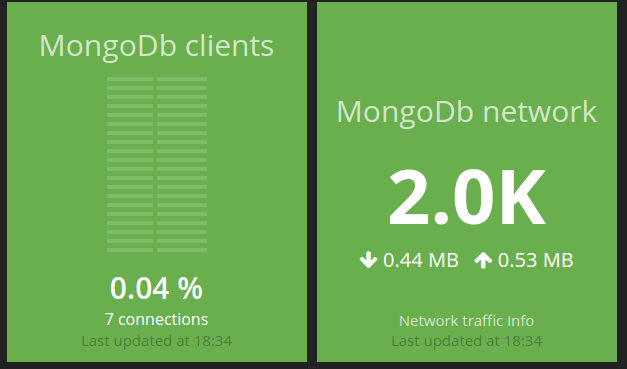 MongoDb clients
0.04 %
7 connections
Last updated at 18:34
MongoDb network
2.0K
0.44 MB 0.53 MB
Network traffic info
Last updated at 18:34